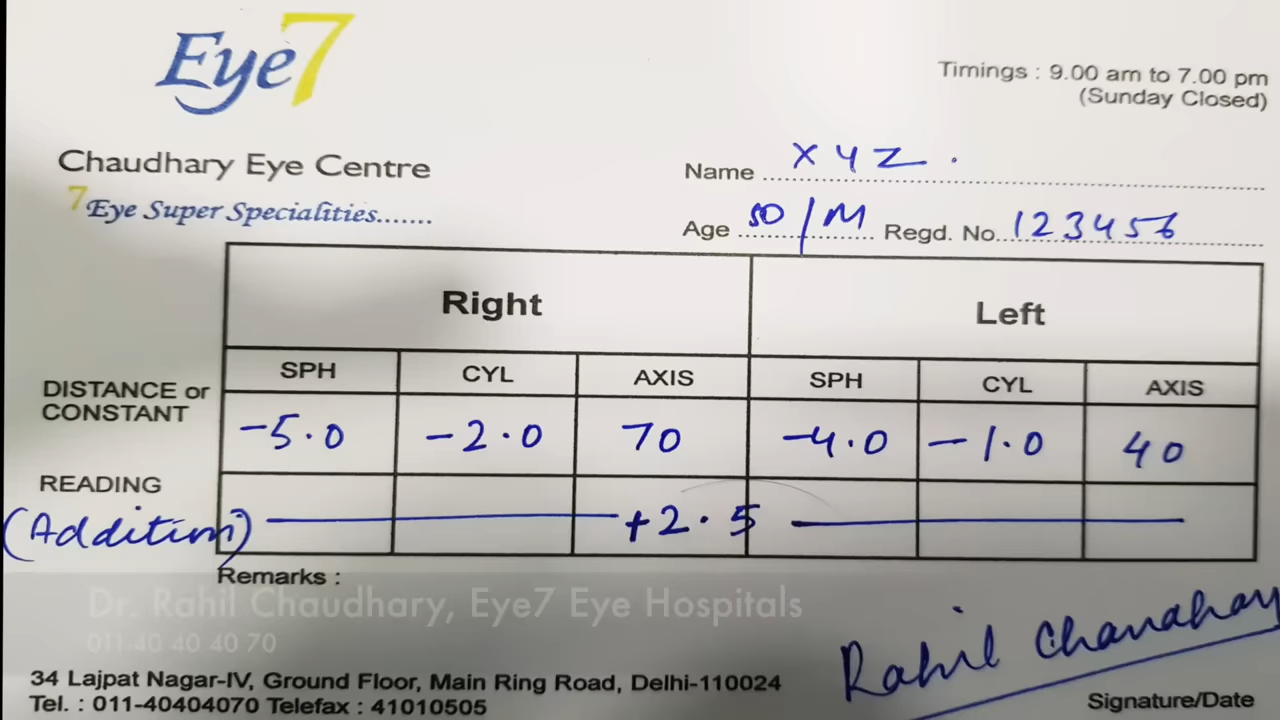 Eye7
Timings : 9.00 am to 7.00 pm
(Sunday Closed)
Chaudhary Eye Centre
7 Eye Super Specialities.......
Name XYZ.
Age 50/M Regd. No. 123456
Right Left
SPH CYL AXIS SPH CYL AXIS
DISTANCE or CONSTANT -5.0 -2.0 70 -4.0 -1.0 40
READING
(Addition) +2.5
Remarks :
Dr. Rahil Chaudhary, Eye7 Eye Hospitals
011 40 40 40 70
Rahil Chaudhary
34 Lajpat Nagar-IV, Ground Floor, Main Ring Road, Delhi-110024
Tel. : 011-40404070 Telefax : 41010505
Signature/Date